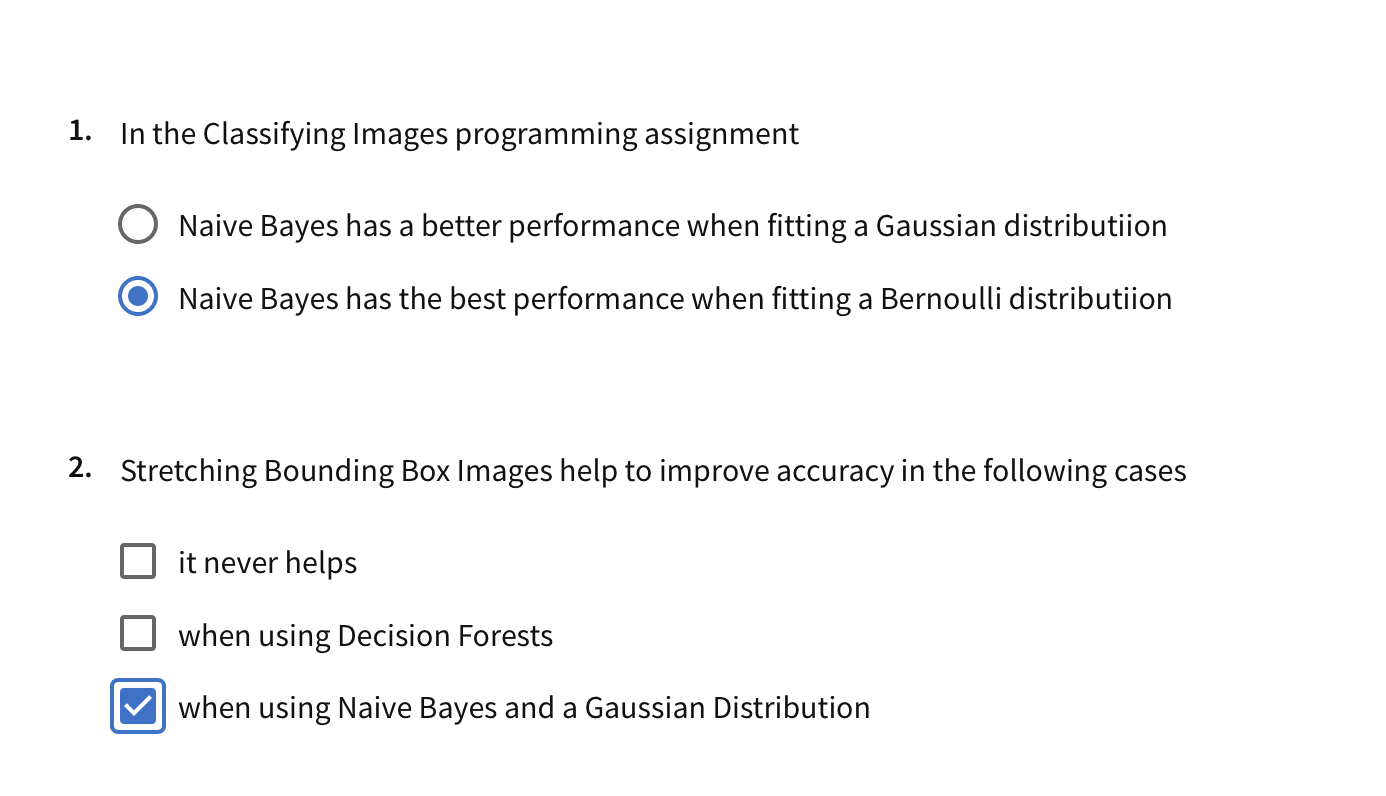 1. In the Classifying Images programming assignment
Naive Bayes has a better performance when fitting a Gaussian distributiion
Naive Bayes has the best performance when fitting a Bernoulli distributiion
2. Stretching Bounding Box Images help to improve accuracy in the following cases
it never helps
when using Decision Forests
when using Naive Bayes and a Gaussian Distribution